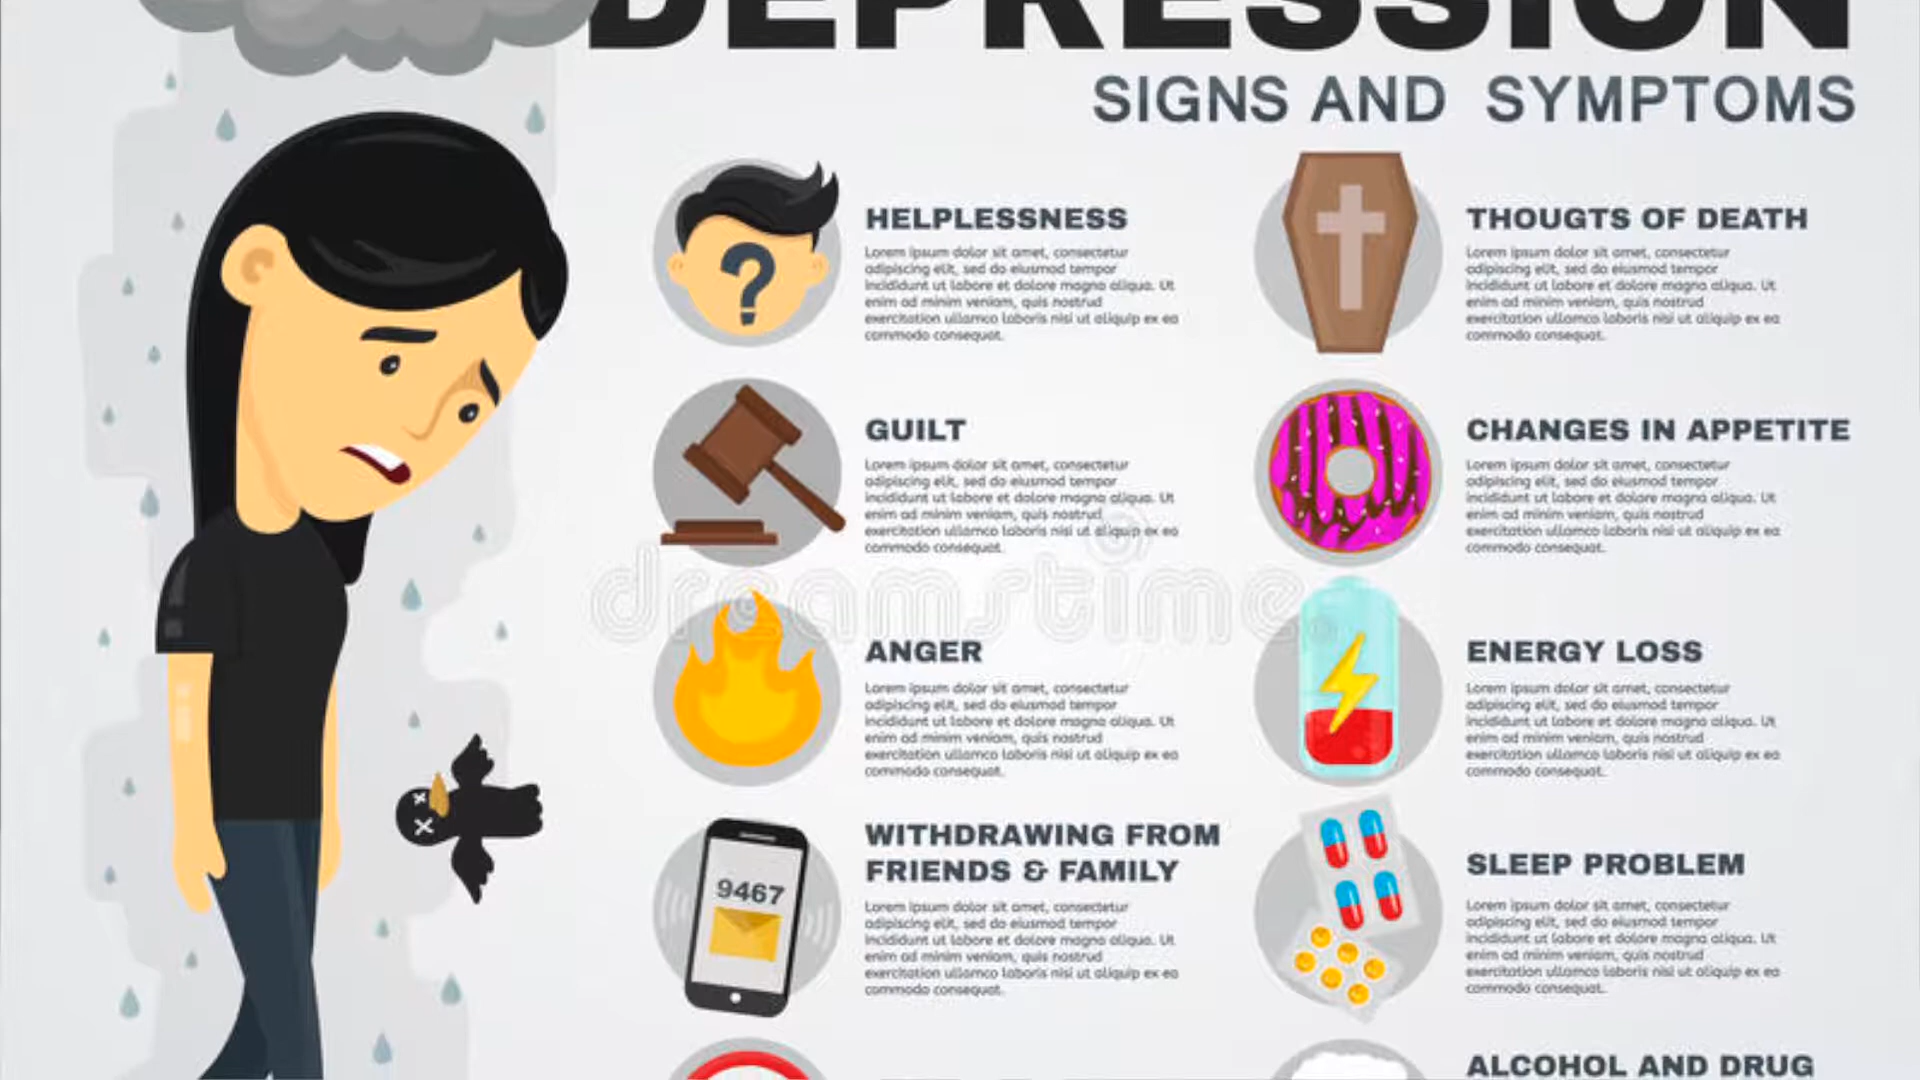 DEPRESSION
SIGNS AND SYMPTOMS
HELPLESSNESS
Lorem ipsum dolor sit amet, consectetur
adipiscing elit, sed do eiusmod tempor
incididunt ut labore et dolore magna aliqua. Ut
enim ad minim veniam, quis nostrud
exercitation ullamco laboris nisi ut aliquip ex ea
commodo consequat.
THOUGTS OF DEATH
Lorem ipsum dolor sit amet, consectetur
adipiscing elit, sed do eiusmod tempor
incididunt ut labore et dolore magna aliqua. Ut
enim ad minim veniam, quis nostrud
exercitation ullamco laboris nisi ut aliquip ex ea
commodo consequat.
GUILT
Lorem ipsum dolor sit amet, consectetur
adipiscing elit, sed do eiusmod tempor
incididunt ut labore et dolore magna aliqua. Ut
enim ad minim veniam, quis nostrud
exercitation ullamco laboris nisi ut aliquip ex ea
commodo consequat.
CHANGES IN APPETITE
Lorem ipsum dolor sit amet, consectetur
adipiscing elit, sed do eiusmod tempor
incididunt ut labore et dolore magna aliqua. Ut
enim ad minim veniam, quis nostrud
exercitation ullamco laboris nisi ut aliquip ex ea
commodo consequat.
dreamstime.
ANGER
Lorem ipsum dolor sit amet, consectetur
adipiscing elit, sed do eiusmod tempor
incididunt ut labore et dolore magna aliqua. Ut
enim ad minim veniam, quis nostrud
exercitation ullamco laboris nisi ut aliquip ex ea
commodo consequat.
ENERGY LOSS
Lorem ipsum dolor sit amet, consectetur
adipiscing elit, sed do eiusmod tempor
incididunt ut labore et dolore magna aliqua. Ut
enim ad minim veniam, quis nostrud
exercitation ullamco laboris nisi ut aliquip ex ea
commodo consequat.
9467
WITHDRAWING FROM
FRIENDS & FAMILY
Lorem ipsum dolor sit amet, consectetur
adipiscing elit, sed do eiusmod tempor
incididunt ut labore et dolore magna aliqua. Ut
enim ad minim veniam, quis nostrud
exercitation ullamco laboris nisi ut aliquip ex ea
commodo consequat.
SLEEP PROBLEM
Lorem ipsum dolor sit amet, consectetur
adipiscing elit, sed do eiusmod tempor
incididunt ut labore et dolore magna aliqua. Ut
enim ad minim veniam, quis nostrud
exercitation ullamco laboris nisi ut aliquip ex ea
commodo consequat.
ALCOHOL AND DRUG